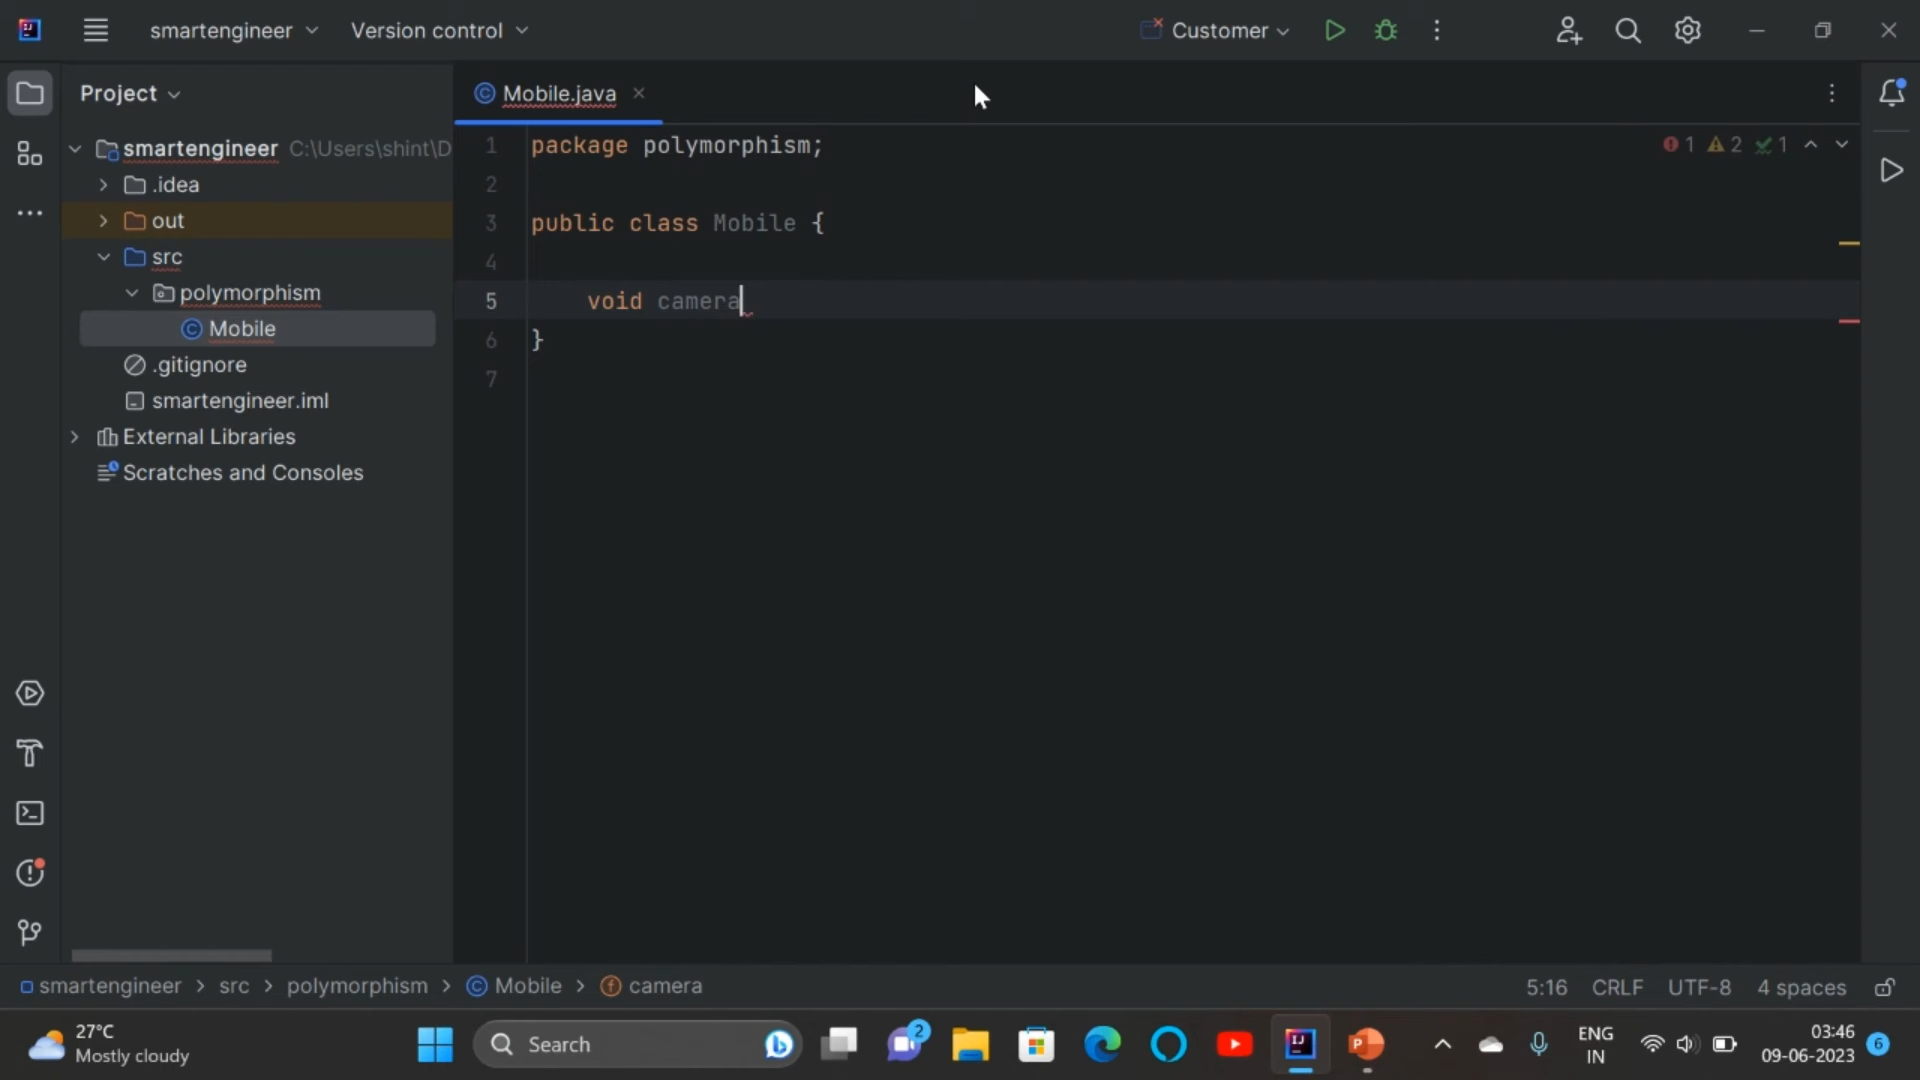 smartengineer
Version control
Customer
Project
Mobile.java
smartengineer C:\Users\shint\D
.idea
out
src
polymorphism
Mobile
.gitignore
smartengineer.iml
External Libraries
Scratches and Consoles
1 package polymorphism;
1 2 1
2
3 public class Mobile {
4
5 void camera
6 }
7
smartengineer > src > polymorphism > Mobile > camera
5:16 CRLF UTF-8 4 spaces
27°C
Mostly cloudy
Search
2
ENG
IN
03:46
09-06-2023
6